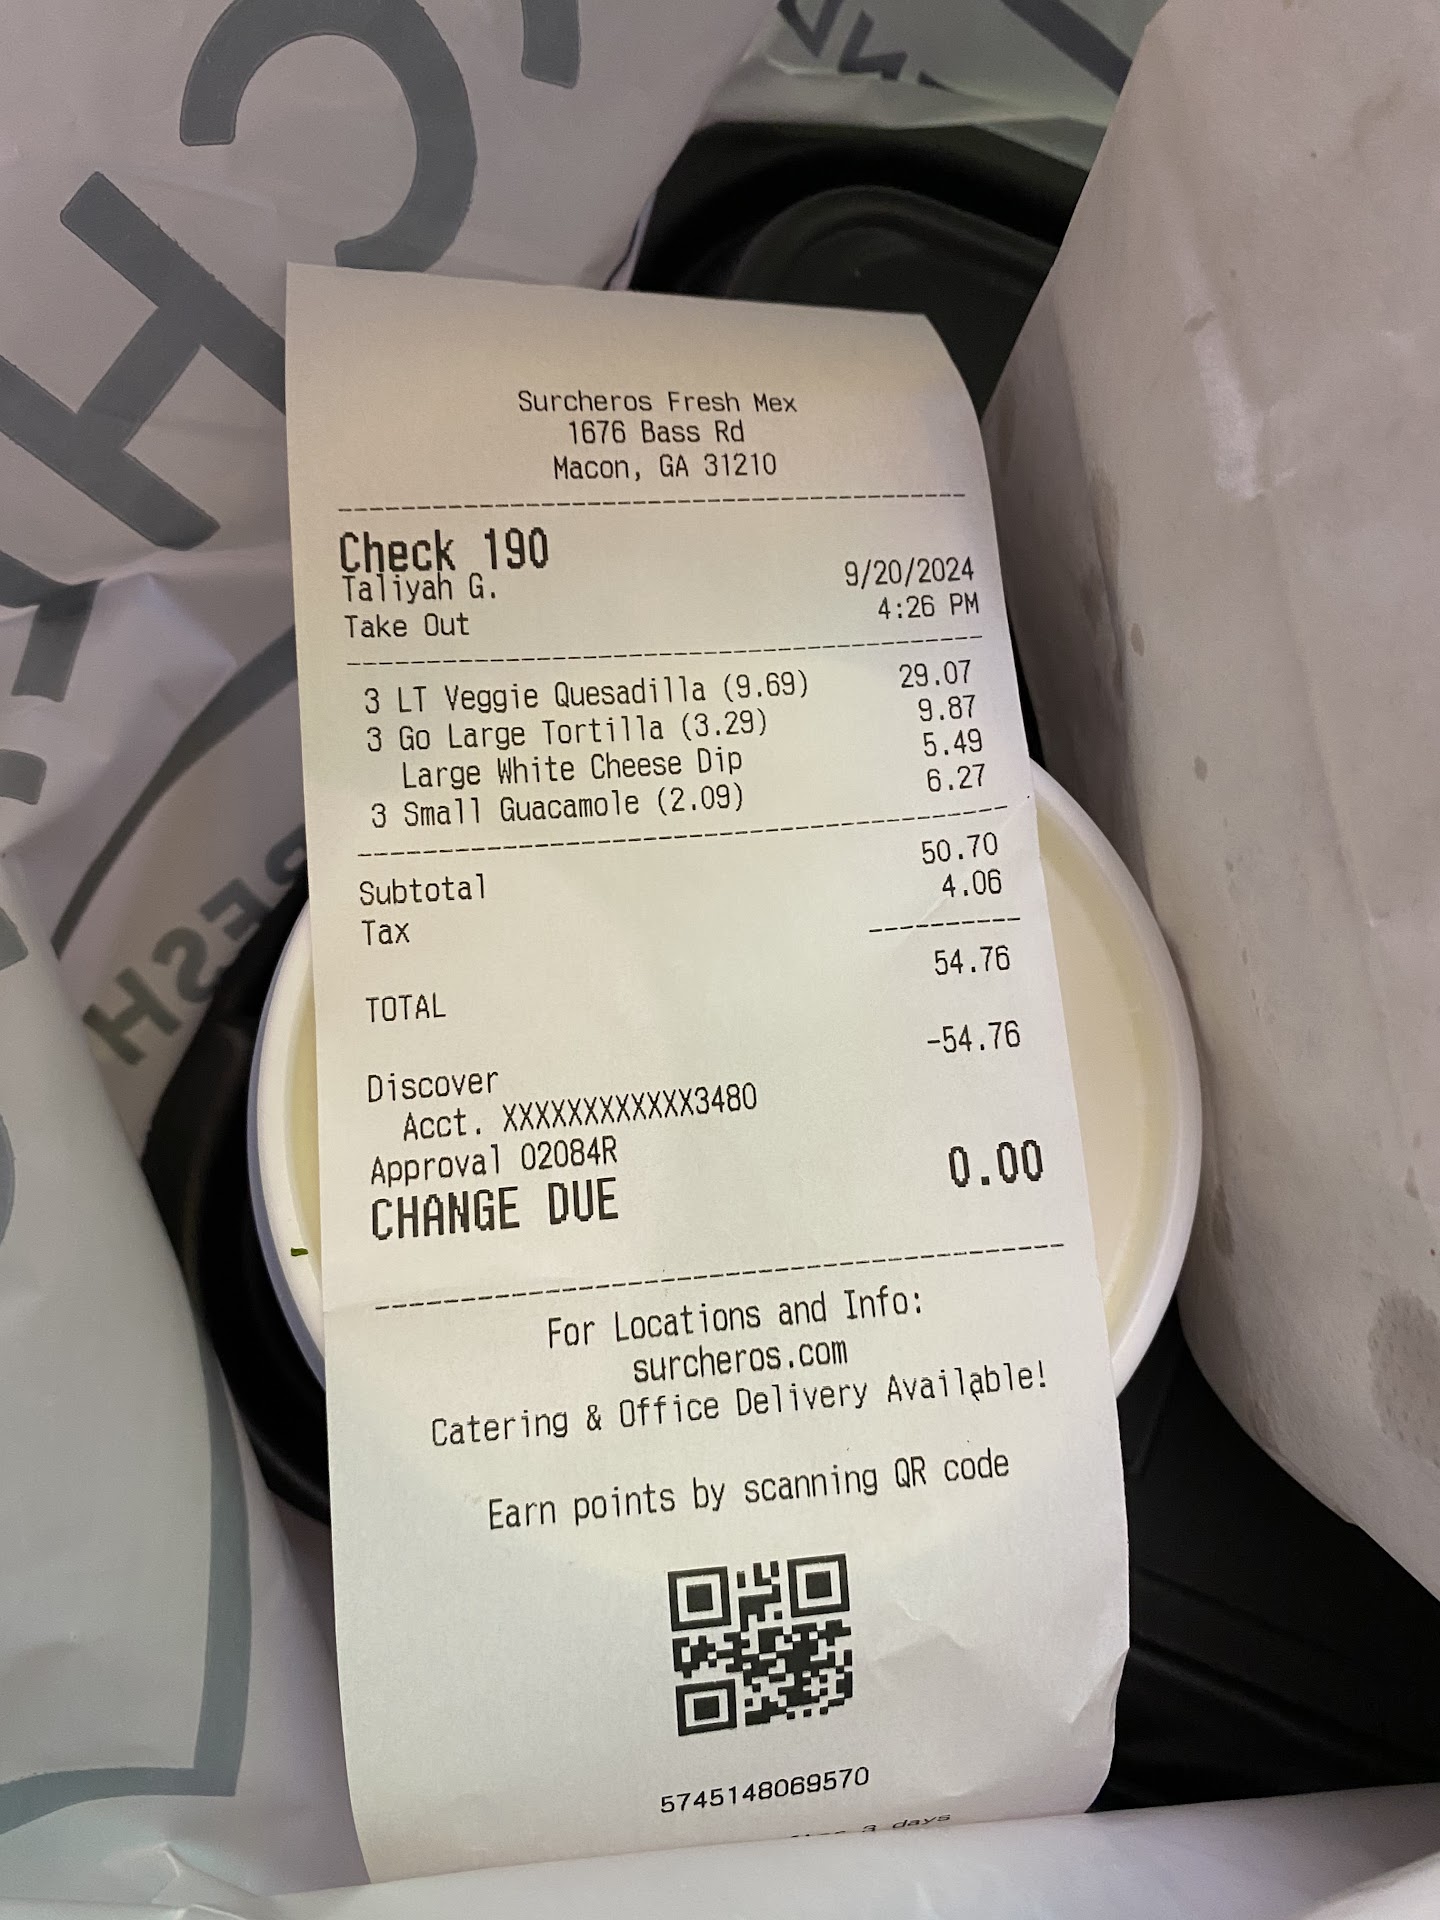 Surcheros Fresh Mex
1676 Bass Rd
Macon, GA 31210
Check 190
Taliyah G. 9/20/2024
Take Out 4:26 PM
3 LT Veggie Quesadilla (9.69) 29.07
3 Go Large Tortilla (3.29) 9.87
Large White Cheese Dip 5.49
3 Small Guacamole (2.09) 6.27
Subtotal 50.70
Tax 4.06
TOTAL 54.76
Discover -54.76
Acct. XXXXXXXXXXXX3480
Approval 02084R
CHANGE DUE 0.00
For Locations and Info:
surcheros.com
Catering & Office Delivery Available!
Earn points by scanning QR code
5745148069570
3 days
RESH